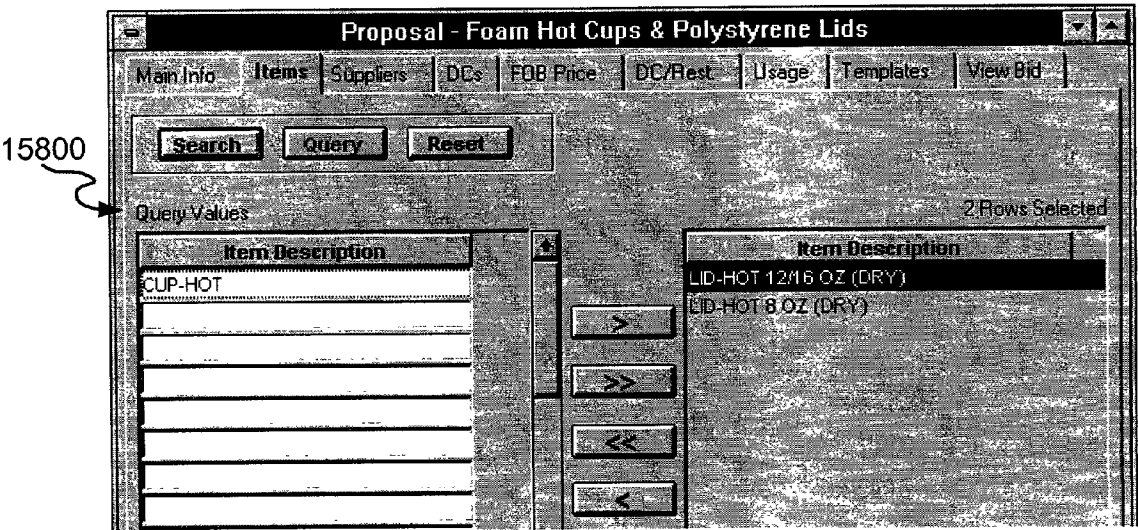 Proposal - Foam Hot Cups & Polystyrene Lids
Main Info Items Suppliers DCs FOB Price DC/Rest. Usage Templates View Bid
Search Query Reset
15800
Query Values 2 Rows Selected
Item Description Item Description
CUP-HOT LID-HOT 12/16 OZ (DRY)
LID-HOT 8 OZ (DRY)
>
>>
<<
<